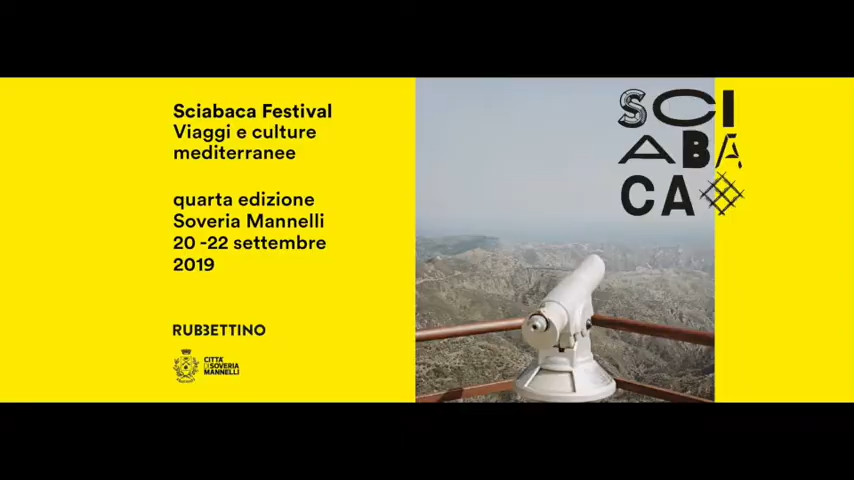 Sciabaca Festival
Viaggi e culture
mediterranee
quarta edizione
Soveria Mannelli
20 -22 settembre
2019
RUBBETTINO
CITTÀ
DI SOVERIA
MANNELLI
SCI
ABA
CA